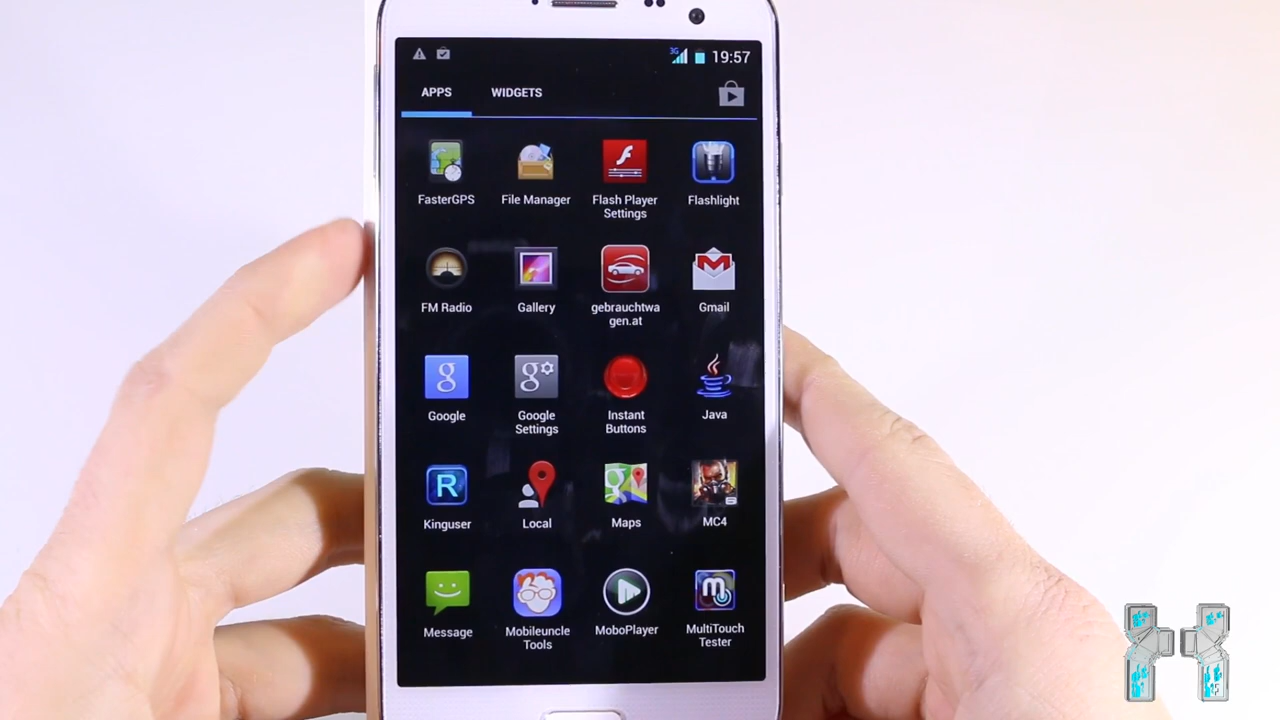 3G 19:57
APPS WIDGETS
FasterGPS File Manager Flash Player Flashlight
Settings
FM Radio Gallery gebrauchtwa Gmail
gen.at
Google Google Instant Java
Settings Buttons
Kinguser Local Maps MC4
Message Mobileuncle MoboPlayer MultiTouch
Tools Tester